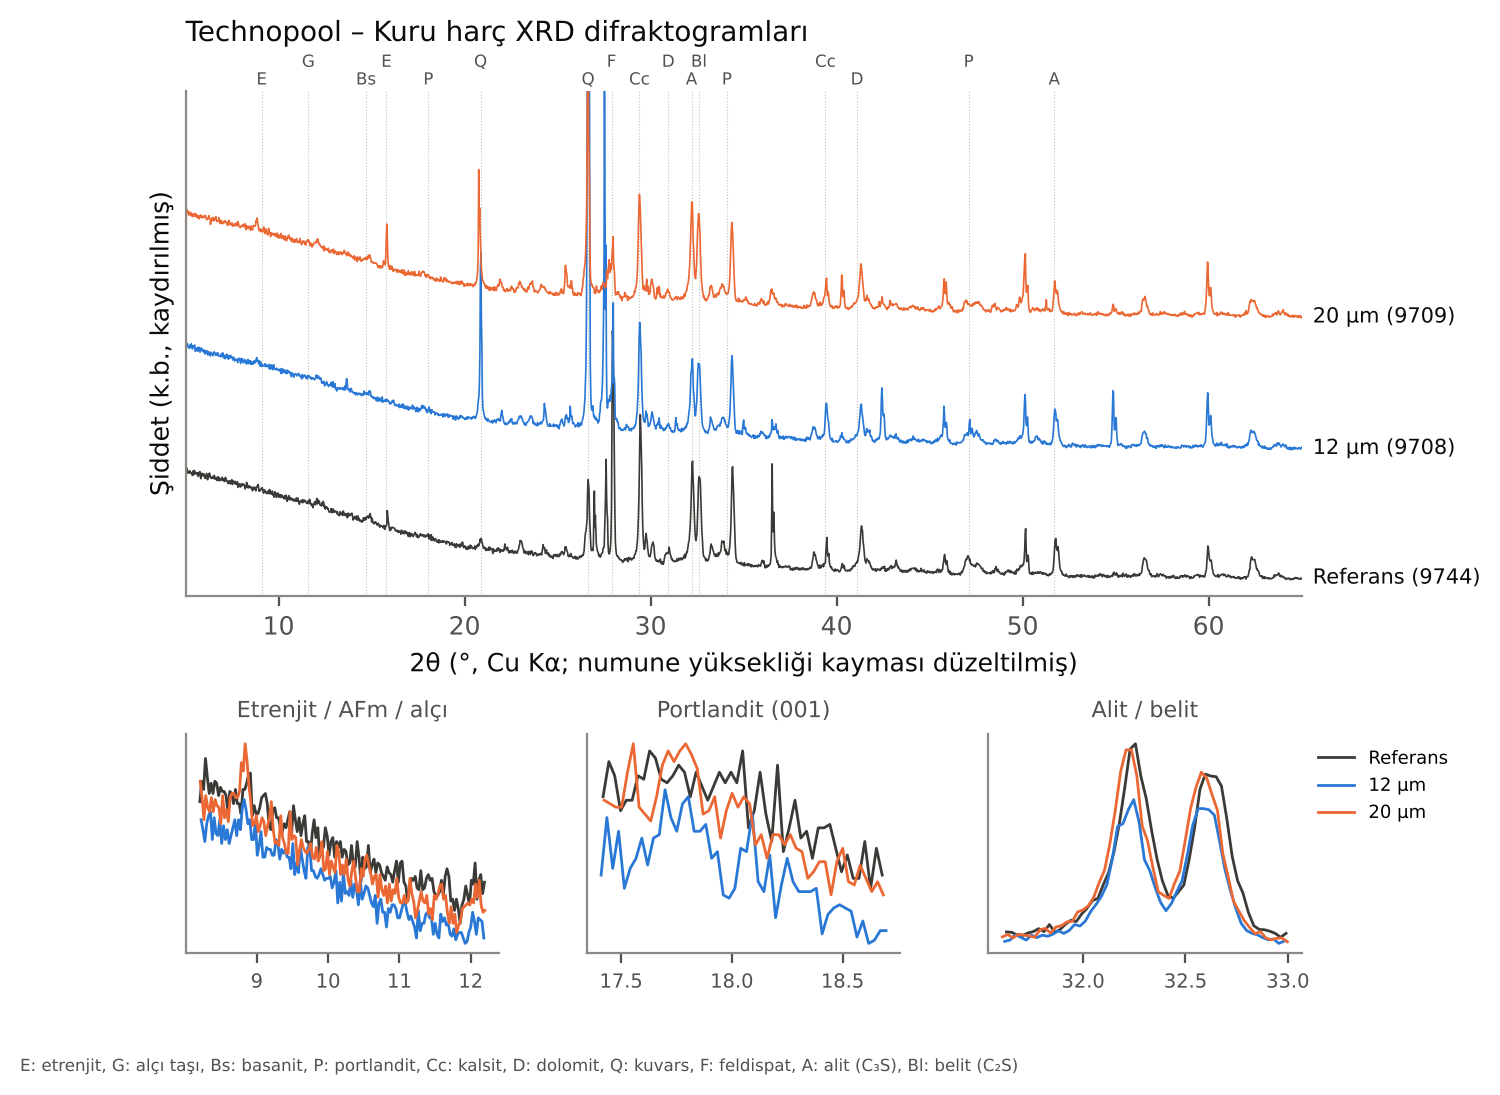 Technopool – Kuru harç XRD difraktogramları
G E Q F D Bl Cc P
E Bs P Q Cc A P D A
Şiddet (k.b., kaydırılmış)
20 µm (9709)
12 µm (9708)
Referans (9744)
10 20 30 40 50 60
2θ (°, Cu Kα; numune yüksekliği kayması düzeltilmiş)
Etrenjit / AFm / alçı
9 10 11 12
Portlandit (001)
17.5 18.0 18.5
Alit / belit
32.0 32.5 33.0
Referans
12 µm
20 µm
E: etrenjit, G: alçı taşı, Bs: basanit, P: portlandit, Cc: kalsit, D: dolomit, Q: kuvars, F: feldispat, A: alit (C₃S), Bl: belit (C₂S)